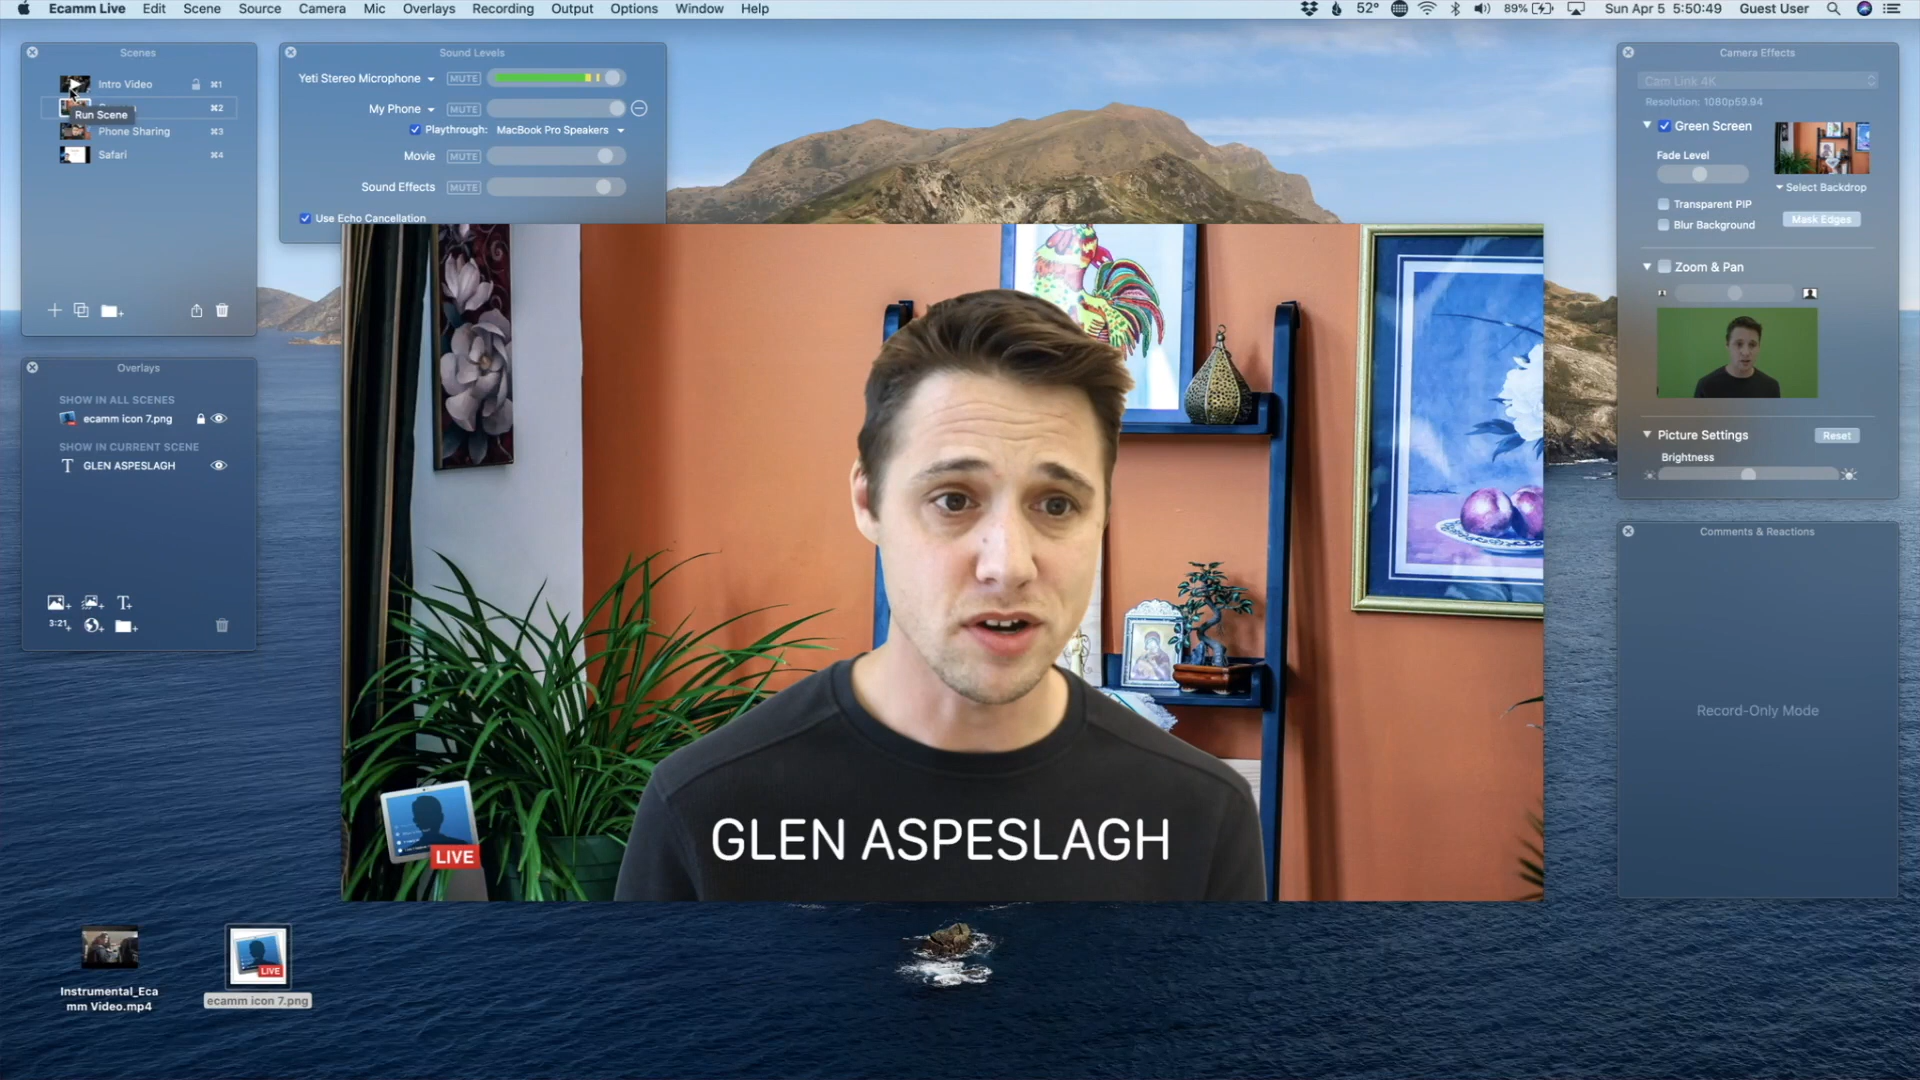 Ecamm Live Edit Scene Source Camera Mic Overlays Recording Output Options Window Help 52° 89% Sun Apr 5 5:50:49 Guest User
Scenes
Intro Video ⌘1
⌘2
Run Scene
Phone Sharing ⌘3
Safari ⌘4
Sound Levels
Yeti Stereo Microphone MUTE
My Phone MUTE
Playthrough: MacBook Pro Speakers
Movie MUTE
Sound Effects MUTE
Use Echo Cancellation
Camera Effects
Cam Link 4K
Resolution: 1080p59.94
Green Screen
Fade Level
Select Backdrop
Transparent PIP
Mask Edges
Blur Background
Zoom & Pan
Picture Settings Reset
Brightness
Overlays
SHOW IN ALL SCENES
ecamm icon 7.png
SHOW IN CURRENT SCENE
T GLEN ASPESLAGH
T+
3:21+
Comments & Reactions
Record-Only Mode
GLEN ASPESLAGH
LIVE
Instrumental_Eca
mm Video.mp4
LIVE
ecamm icon 7.png